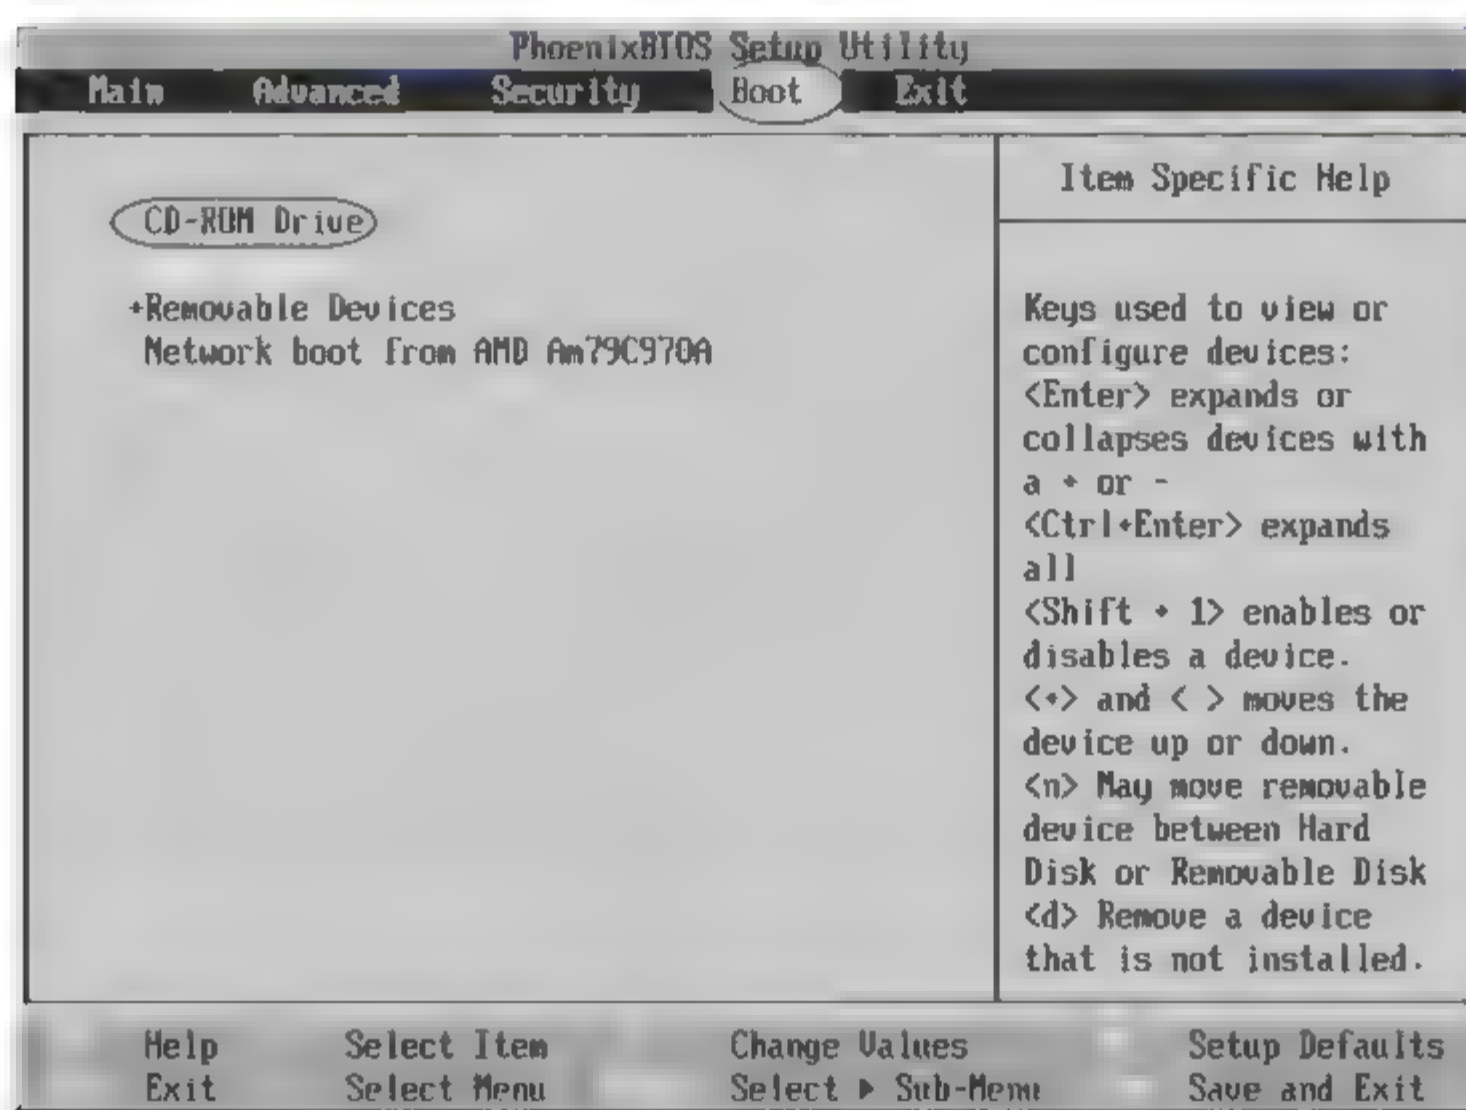 PhoenixBIOS Setup Utility
Main Advanced Security Boot Exit
CD-ROM Drive
+Removable Devices
Network boot from AMD Am79C970A
Item Specific Help
Keys used to view or
configure devices:
<Enter> expands or
collapses devices with
a + or -
<Ctrl+Enter> expands
all
<Shift + 1> enables or
disables a device.
<+> and < > moves the
device up or down.
<n> May move removable
device between Hard
Disk or Removable Disk
<d> Remove a device
that is not installed.
Help Select Item Change Values Setup Defaults
Exit Select Menu Select ▶ Sub-Menu Save and Exit